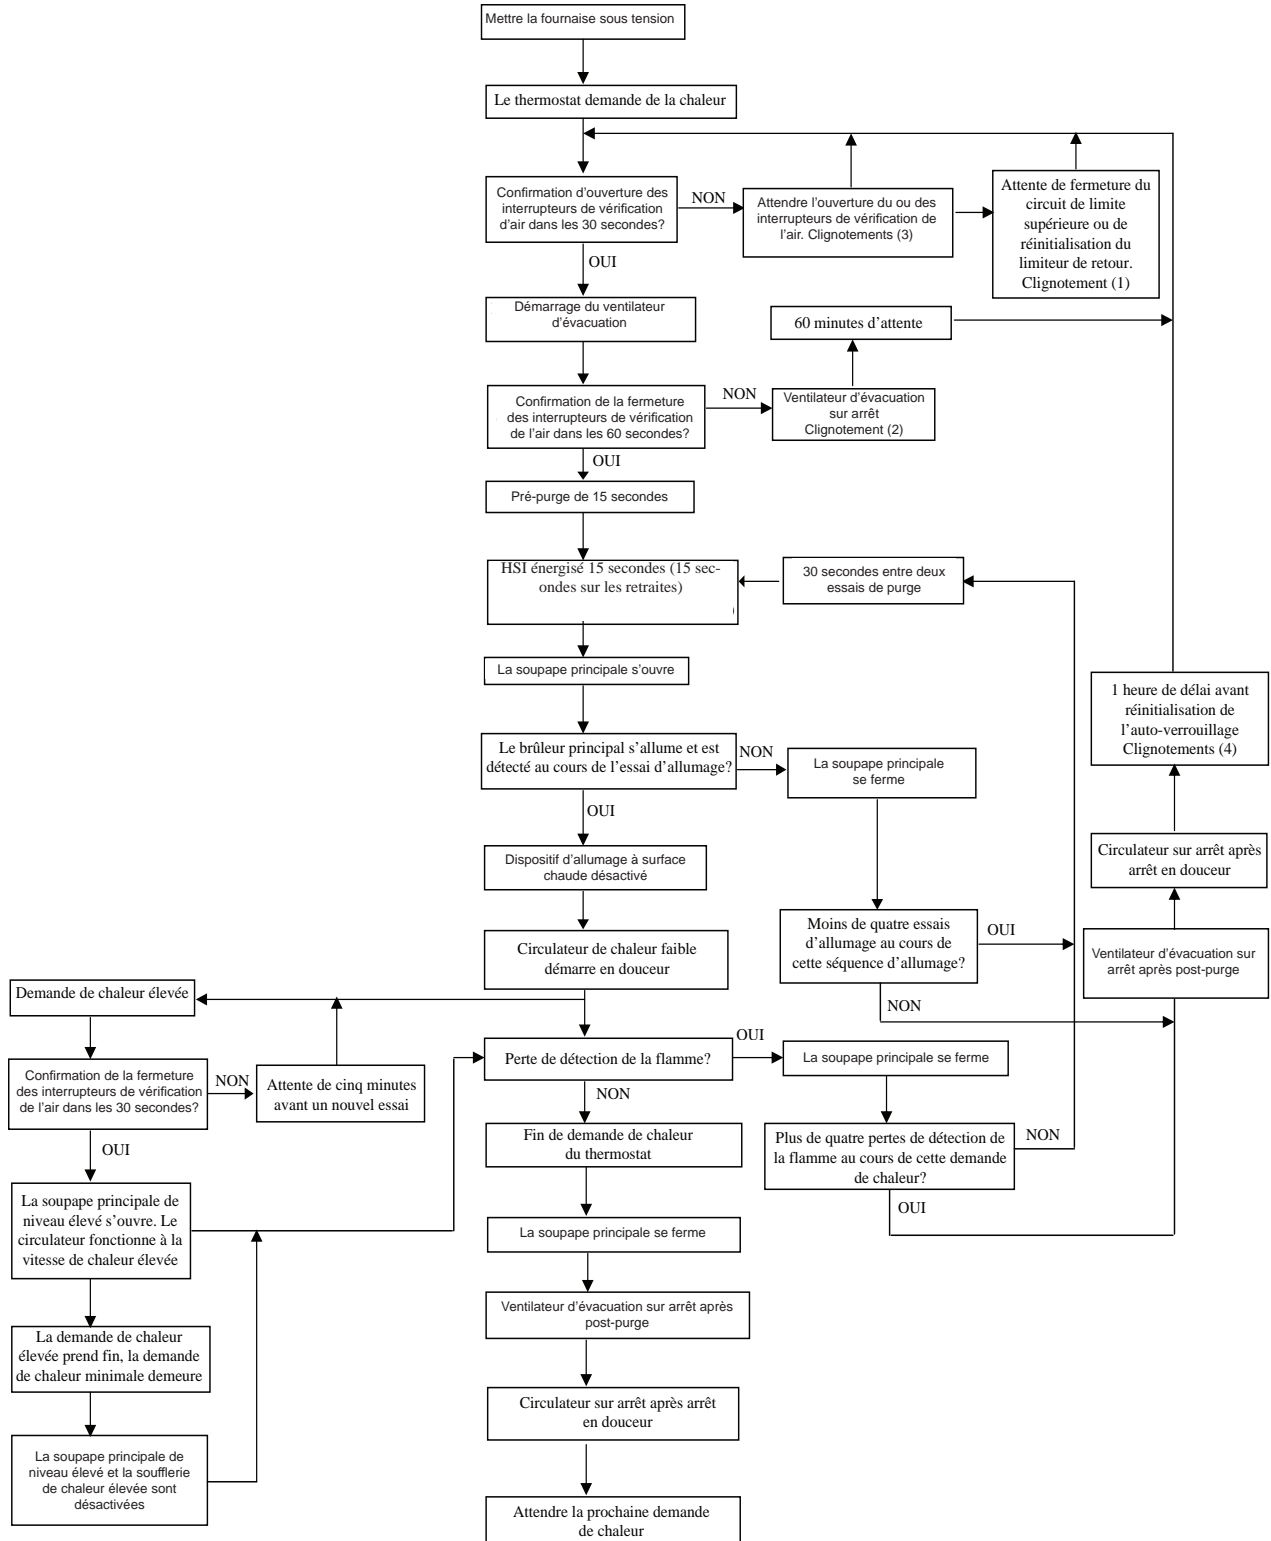 Mettre la fournaise sous tension
Le thermostat demande de la chaleur
Confirmation d'ouverture des
interrupteurs de vérification
d'air dans les 30 secondes?
NON
Attendre l'ouverture du ou des
interrupteurs de vérification de
l'air. Clignotements (3)
Attente de fermeture du
circuit de limite
supérieure ou de
réinitialisation du
limiteur de retour.
Clignotement (1)
OUI
Démarrage du ventilateur
d'évacuation
60 minutes d'attente
Confirmation de la fermeture
des interrupteurs de vérification
de l'air dans les 60 secondes?
NON
Ventilateur d'évacuation
sur arrêt
Clignotement (2)
OUI
Pré-purge de 15 secondes
HSI énergisé 15 secondes (15 sec-
ondes sur les retraites)
30 secondes entre deux
essais de purge
La soupape principale s'ouvre
1 heure de délai avant
réinitialisation de
l'auto-verrouillage
Clignotements (4)
Le brûleur principal s'allume et est
détecté au cours de l'essai d'allumage?
NON
La soupape principale
se ferme
OUI
Dispositif d'allumage à surface
chaude désactivé
Circulateur sur arrêt après
arrêt en douceur
Moins de quatre essais
d'allumage au cours de
cette séquence d'allumage?
OUI
Circulateur de chaleur faible
démarre en douceur
Ventilateur d'évacuation sur
arrêt après post-purge
Demande de chaleur élevée
NON
Perte de détection de la flamme?
OUI
La soupape principale se ferme
Confirmation de la fermeture
des interrupteurs de vérification
de l'air dans les 30 secondes?
NON
Attente de cinq minutes
avant un nouvel essai
NON
Fin de demande de chaleur
du thermostat
Plus de quatre pertes de détection de
la flamme au cours de cette demande
de chaleur?
NON
OUI
OUI
La soupape principale de
niveau élevé s'ouvre. Le
circulateur fonctionne à la
vitesse de chaleur élevée
La soupape principale se ferme
Ventilateur d'évacuation sur arrêt après
post-purge
La demande de chaleur
élevée prend fin, la demande
de chaleur minimale demeure
Circulateur sur arrêt après arrêt
en douceur
La soupape principale de
niveau élevé et la soufflerie
de chaleur élevée sont
désactivées
Attendre la prochaine demande
de chaleur